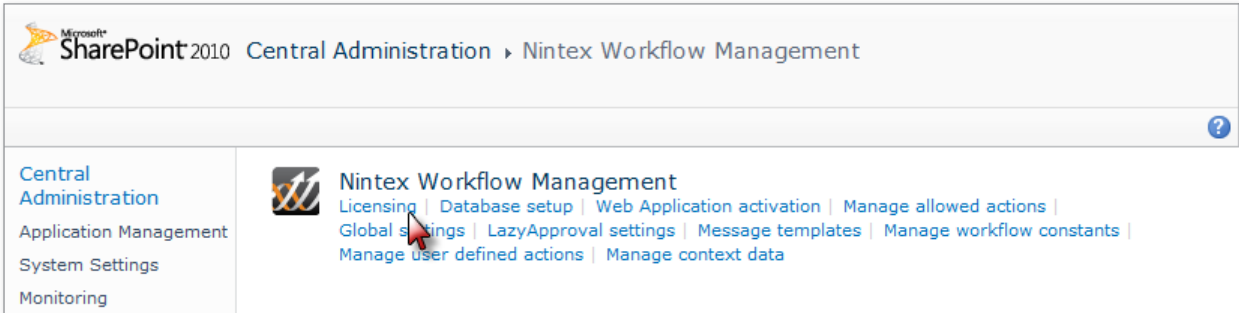 Microsoft
SharePoint 2010 Central Administration ▸ Nintex Workflow Management
?
Central
Administration
Application Management
System Settings
Monitoring
Nintex Workflow Management
Licensing | Database setup | Web Application activation | Manage allowed actions |
Global settings | LazyApproval settings | Message templates | Manage workflow constants |
Manage user defined actions | Manage context data